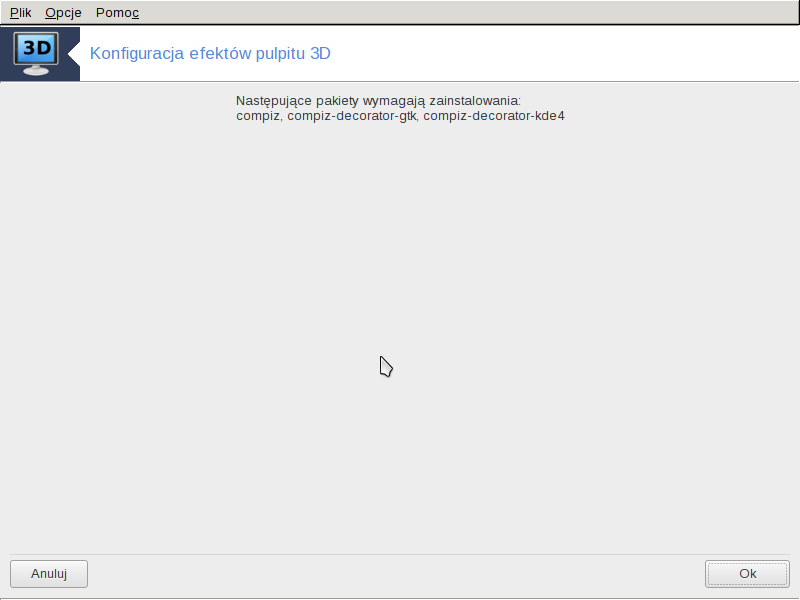 Plik Opcje Pomoc
3D
Konfiguracja efektów pulpitu 3D
Następujące pakiety wymagają zainstalowania:
compiz, compiz-decorator-gtk, compiz-decorator-kde4
Anuluj Ok